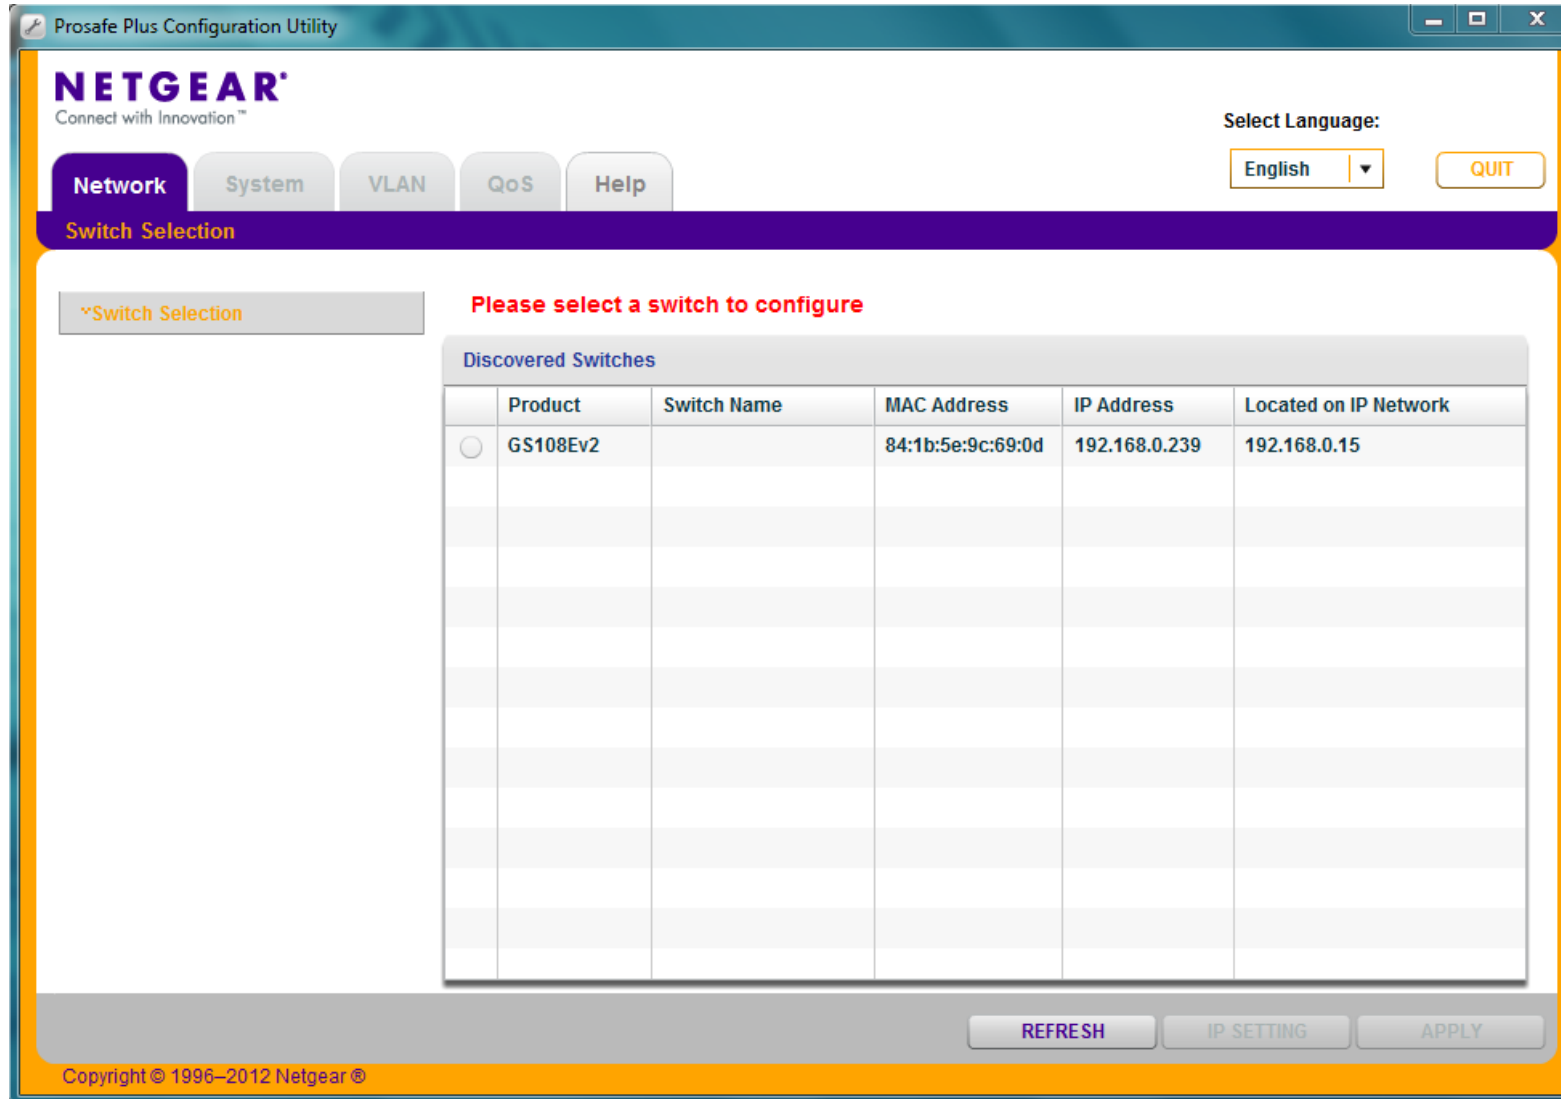 Prosafe Plus Configuration Utility
NETGEAR®
Connect with Innovation™
Select Language:
English
QUIT
Network System VLAN QoS Help
Switch Selection
Switch Selection
Please select a switch to configure
Discovered Switches
Product Switch Name MAC Address IP Address Located on IP Network
GS108Ev2 84:1b:5e:9c:69:0d 192.168.0.239 192.168.0.15
REFRESH IP SETTING APPLY
Copyright © 1996–2012 Netgear ®